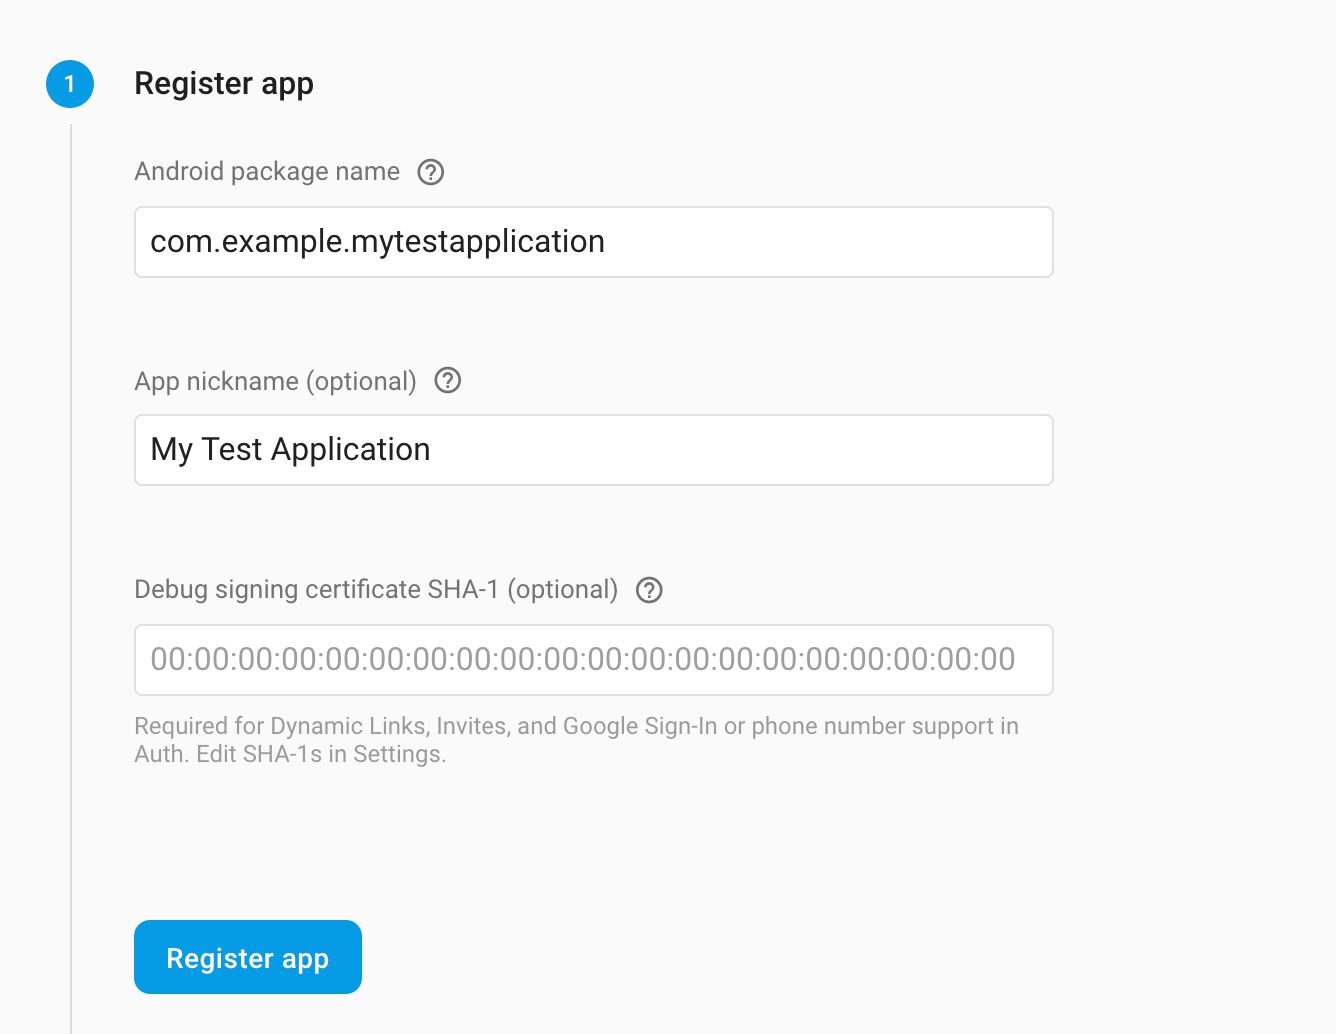 1
Register app
Android package name
com.example.mytestapplication
App nickname (optional)
My Test Application
Debug signing certificate SHA-1 (optional)
00:00:00:00:00:00:00:00:00:00:00:00:00:00:00:00:00:00:00:00
Required for Dynamic Links, Invites, and Google Sign-In or phone number support in
Auth. Edit SHA-1s in Settings.
Register app